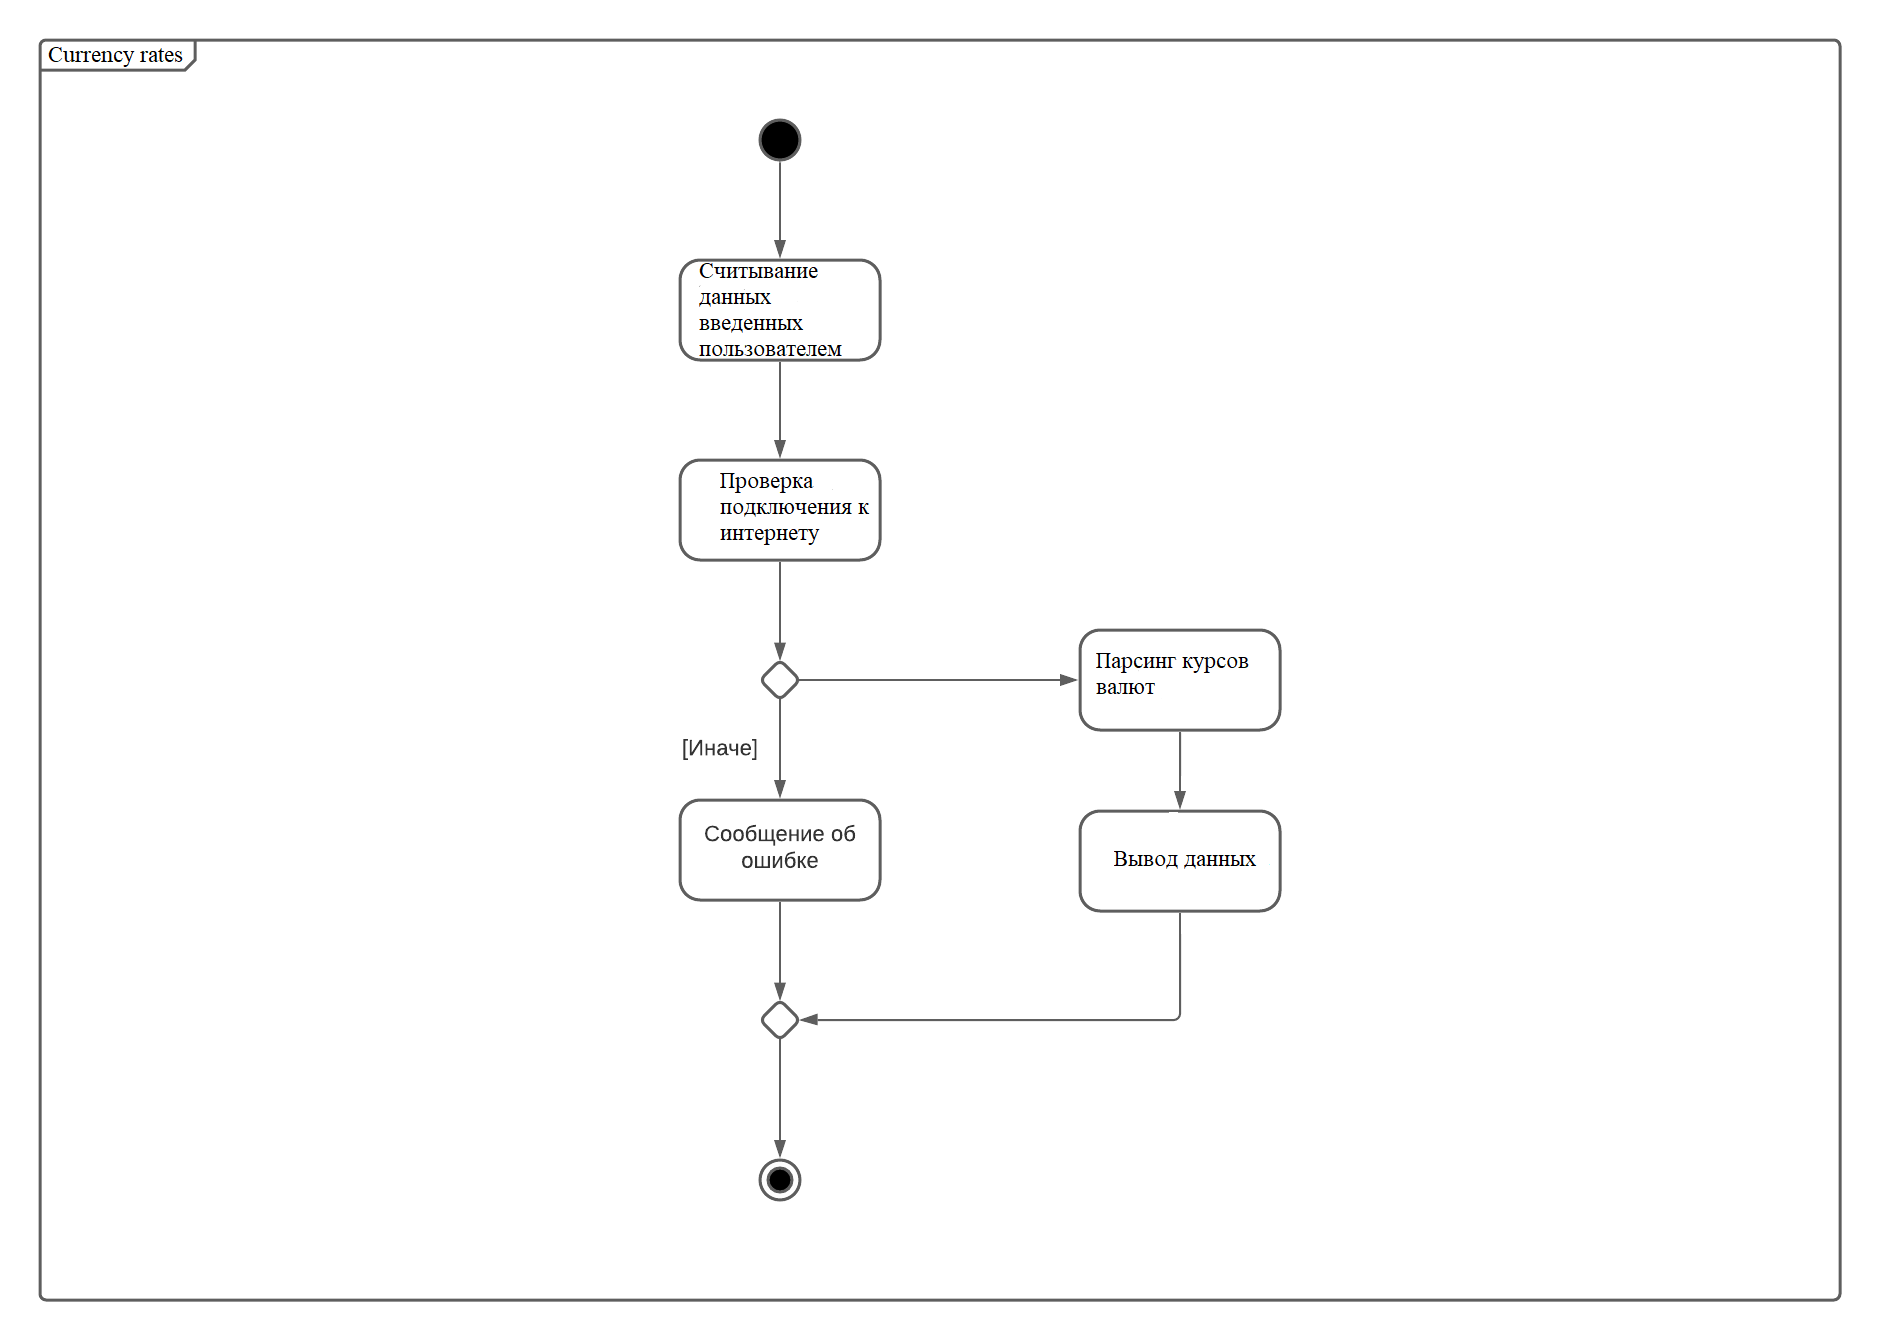 Currency rates
Считывание
данных
введенных
пользователем
Проверка
подключения к
интернету
Парсинг курсов
валют
[Иначе]
Сообщение об
ошибке
Вывод данных